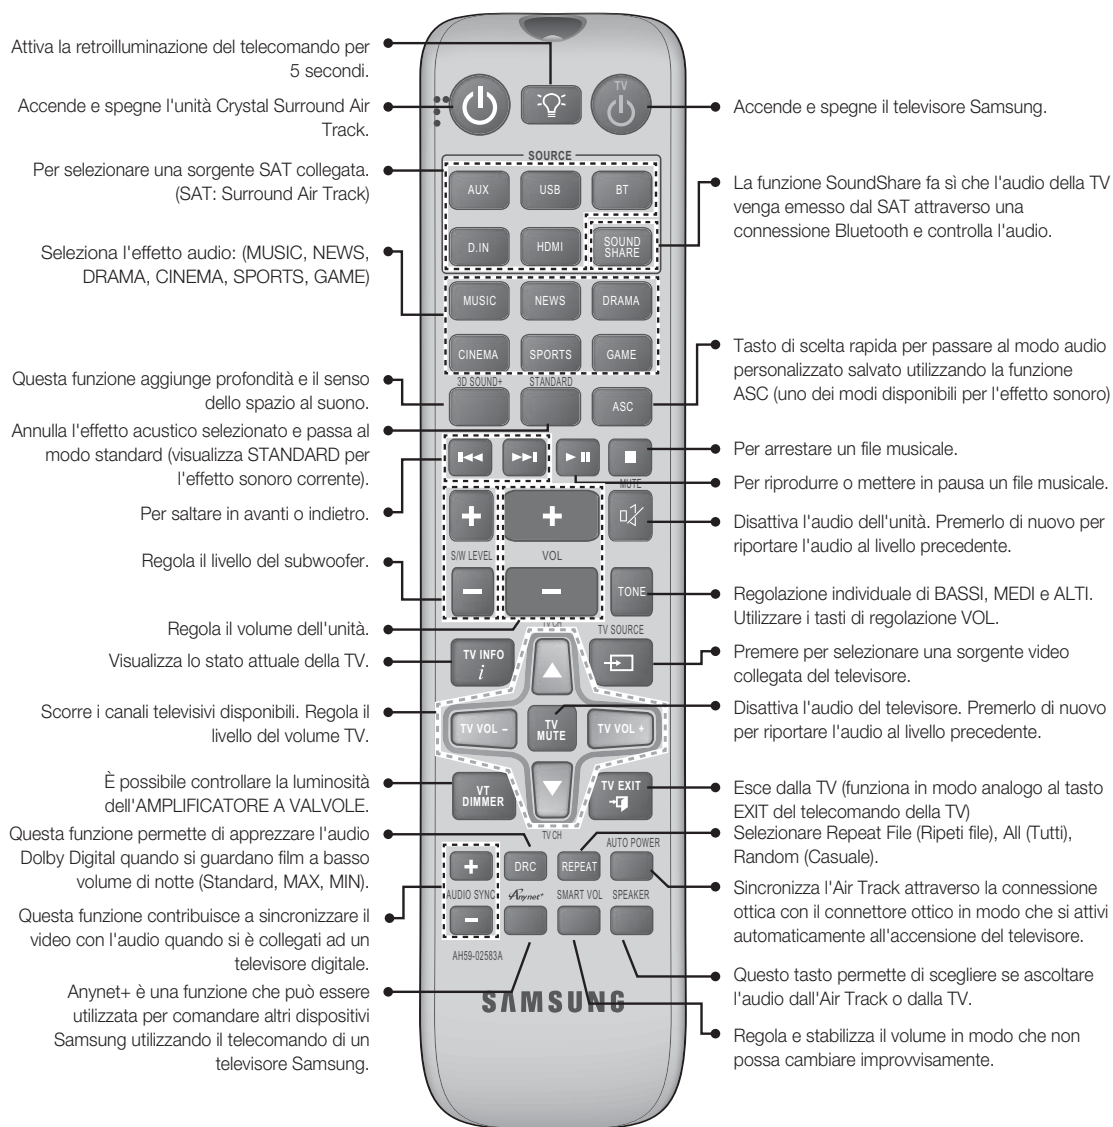 Attiva la retroilluminazione del telecomando per
5 secondi.
Accende e spegne l'unità Crystal Surround Air
Track.
Per selezionare una sorgente SAT collegata.
(SAT: Surround Air Track)
Seleziona l'effetto audio: (MUSIC, NEWS,
DRAMA, CINEMA, SPORTS, GAME)
Questa funzione aggiunge profondità e il senso
dello spazio al suono.
Annulla l'effetto acustico selezionato e passa al
modo standard (visualizza STANDARD per
l'effetto sonoro corrente).
Per saltare in avanti o indietro.
Regola il livello del subwoofer.
Regola il volume dell'unità.
Visualizza lo stato attuale della TV.
Scorre i canali televisivi disponibili. Regola il
livello del volume TV.
È possibile controllare la luminosità
dell'AMPLIFICATORE A VALVOLE.
Questa funzione permette di apprezzare l'audio
Dolby Digital quando si guardano film a basso
volume di notte (Standard, MAX, MIN).
Questa funzione contribuisce a sincronizzare il
video con l'audio quando si è collegati ad un
televisore digitale.
Anynet+ è una funzione che può essere
utilizzata per comandare altri dispositivi
Samsung utilizzando il telecomando di un
televisore Samsung.
TV
SOURCE
AUX
USB
BT
D.IN
HDMI
SOUND
SHARE
MUSIC
NEWS
DRAMA
CINEMA
SPORTS
GAME
3D SOUND+
STANDARD
ASC
MUTE
S/W LEVEL
VOL
TONE
TV CH
TV SOURCE
TV INFO
i
TV VOL −
TV
MUTE
TV VOL +
VT
DIMMER
TV EXIT
TV CH
AUTO POWER
DRC
REPEAT
AUDIO SYNC
Anynet+
SMART VOL
SPEAKER
AH59-02583A
SAMSUNG
Accende e spegne il televisore Samsung.
La funzione SoundShare fa sì che l'audio della TV
venga emesso dal SAT attraverso una
connessione Bluetooth e controlla l'audio.
Tasto di scelta rapida per passare al modo audio
personalizzato salvato utilizzando la funzione
ASC (uno dei modi disponibili per l'effetto sonoro)
Per arrestare un file musicale.
Per riprodurre o mettere in pausa un file musicale.
Disattiva l'audio dell'unità. Premerlo di nuovo per
riportare l'audio al livello precedente.
Regolazione individuale di BASSI, MEDI e ALTI.
Utilizzare i tasti di regolazione VOL.
Premere per selezionare una sorgente video
collegata del televisore.
Disattiva l'audio del televisore. Premerlo di nuovo
per riportare l'audio al livello precedente.
Esce dalla TV (funziona in modo analogo al tasto
EXIT del telecomando della TV)
Selezionare Repeat File (Ripeti file), All (Tutti),
Random (Casuale).
Sincronizza l'Air Track attraverso la connessione
ottica con il connettore ottico in modo che si attivi
automaticamente all'accensione del televisore.
Questo tasto permette di scegliere se ascoltare
l'audio dall'Air Track o dalla TV.
Regola e stabilizza il volume in modo che non
possa cambiare improvvisamente.